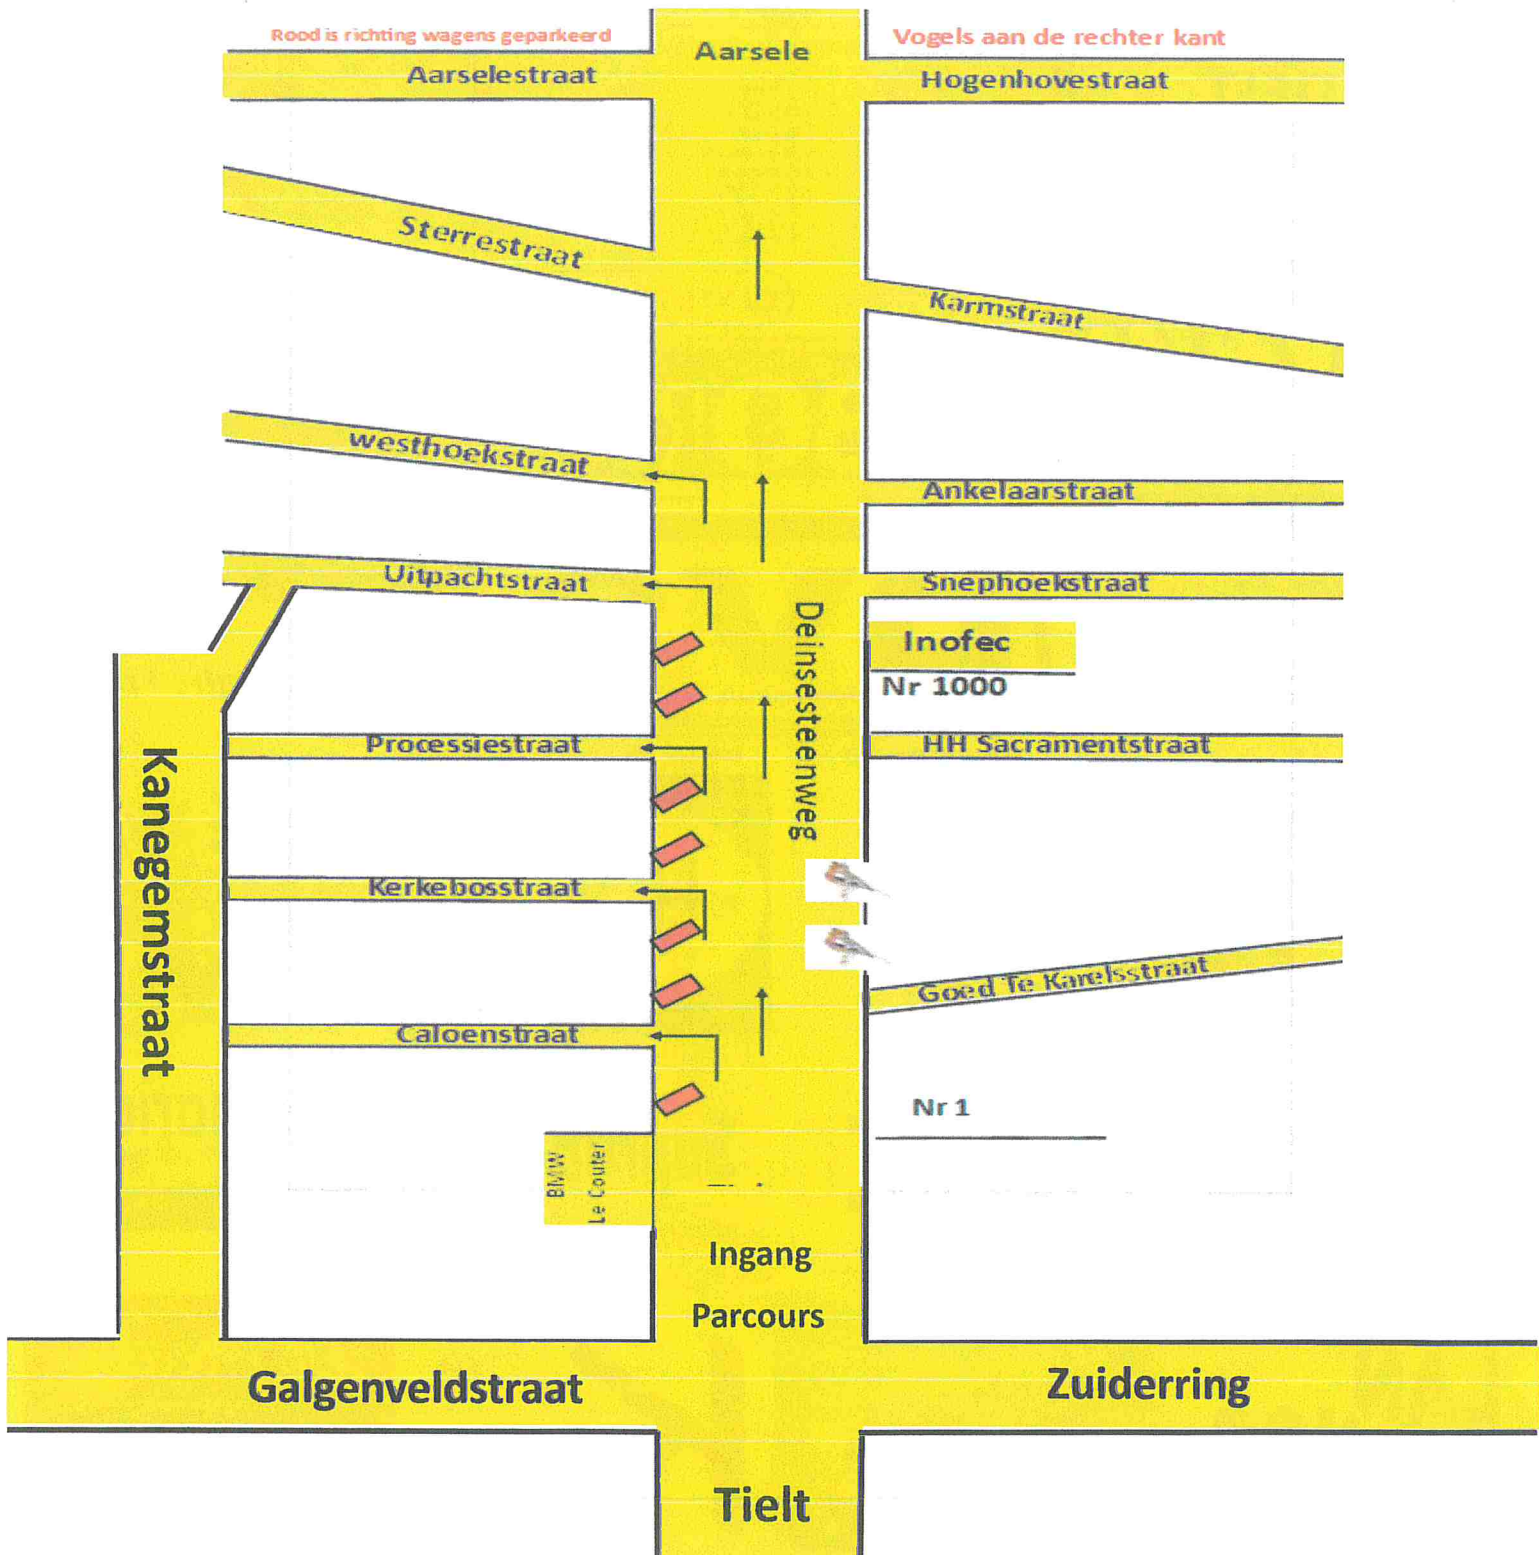 Rood is richting wagens geparkeerd
Vogels aan de rechter kant
Aarsele
Aarselestraat
Hogenhovestraat
Sterrestraat
Karmstraat
westhoekstraat
Ankelaarstraat
Uitpachtstraat
Snephoekstraat
Deinsesteenweg
Inofec
Nr 1000
Processiestraat
HH Sacramentstraat
Kanegemstraat
Kerkebosstraat
Goed Te Karelsstraat
Caloenstraat
Nr 1
BMW
Le Couter
Ingang
Parcours
Galgenveldstraat
Zuiderring
Tielt